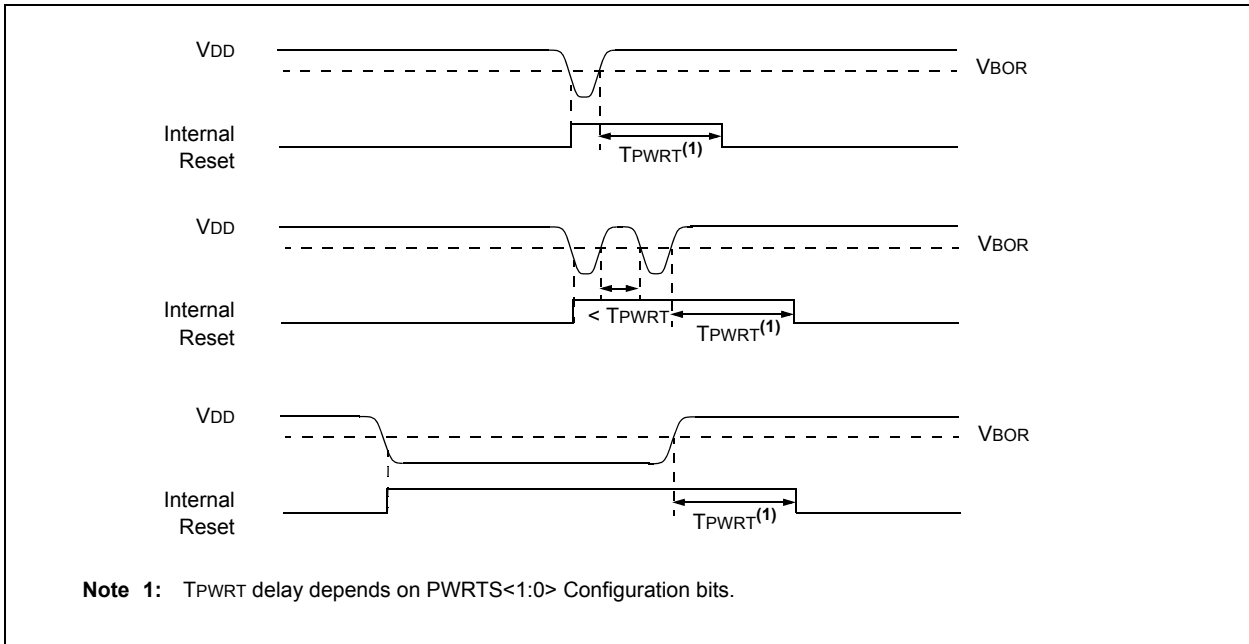 VDD
VBOR
Internal
Reset
TPWRT(1)
VDD
VBOR
Internal
Reset
< TPWRT
TPWRT(1)
VDD
VBOR
Internal
Reset
TPWRT(1)
Note 1: TPWRT delay depends on PWRTS<1:0> Configuration bits.